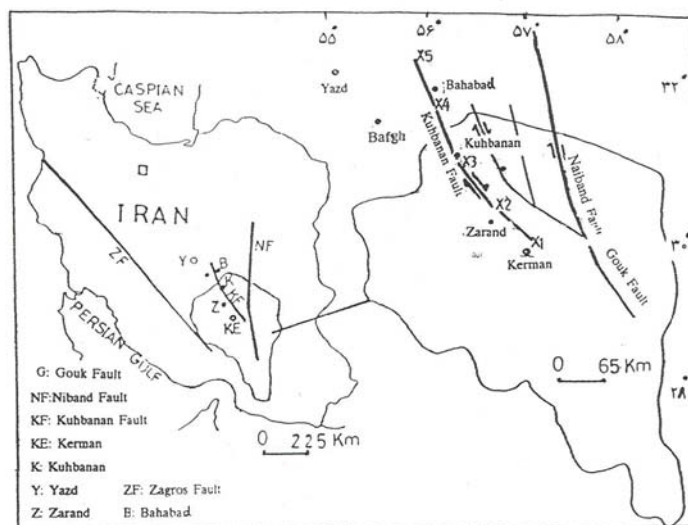 ۵۵° ۵۶° ۵۷° ۵۸°
CASPIAN
SEA
IRAN
ZF
NF
Y
B
K
KF
Z
KE
PERSIAN GULF
G: Gouk Fault
NF:Niband Fault
KF: Kuhbanan Fault
KE: Kerman
K: Kuhbanan
Y: Yazd ZF: Zagros Fault
Z: Zarand B: Bahabad
0 225 Km
Yazd
Bafgh
X5
Bahabad
X4
Kuhbanan Fault
Kuhbanan
X3
X2
Zarand
X1
Kerman
Naiband Fault
Gouk Fault
۳۲°
۳۰°
۲۸°
0 65 Km